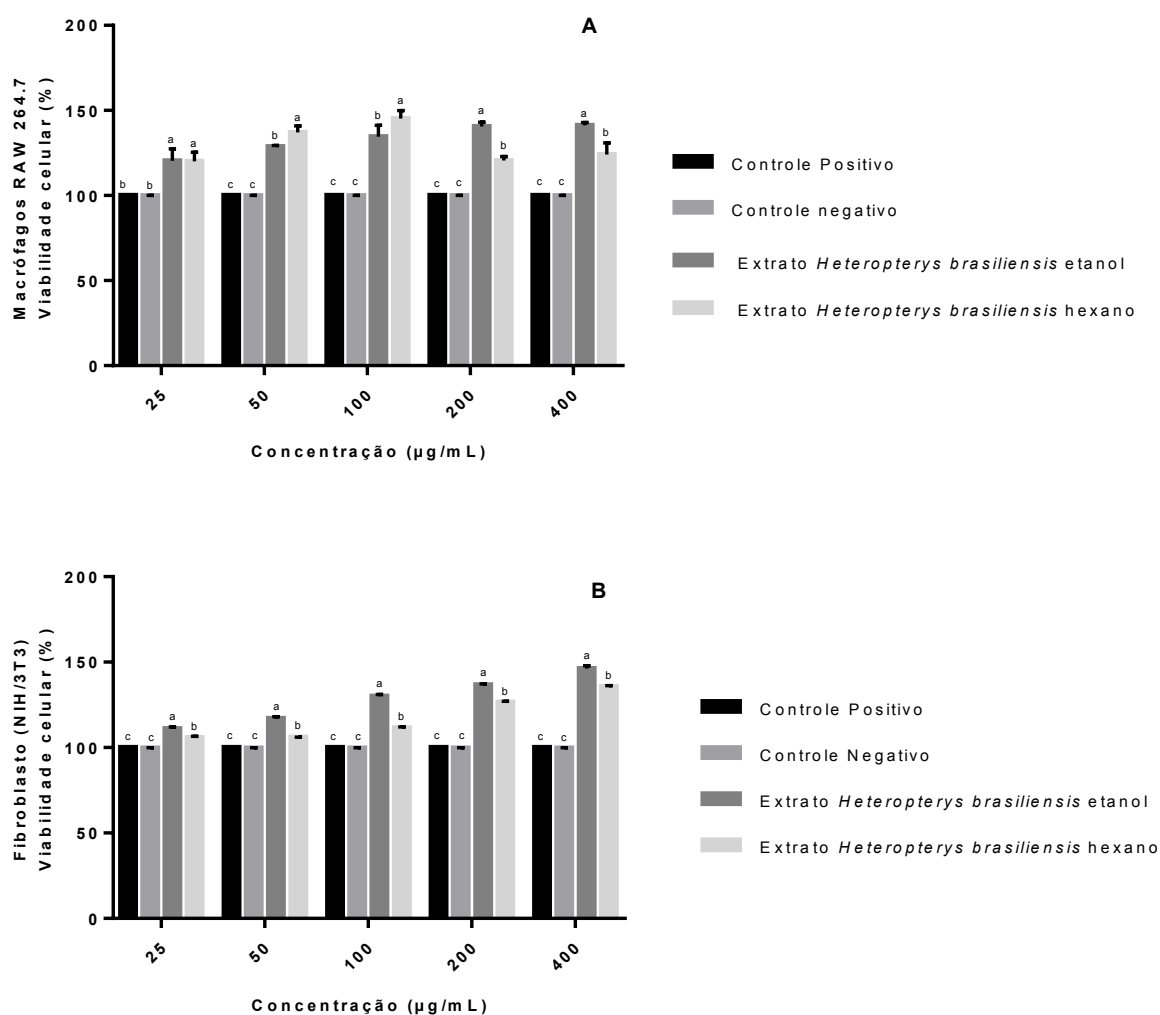 A
Macrófagos RAW 264.7
Viabilidade celular (%)
200
150
100
50
0
b b a a
c c b a
c c b a
c c a b
c c a b
25 50 100 200 400
Concentração (µg/mL)
Controle Positivo
Controle negativo
Extrato Heteropterys brasiliensis etanol
Extrato Heteropterys brasiliensis hexano
B
Fibroblasto (NIH/3T3)
Viabilidade celular (%)
200
150
100
50
0
c c a b
c c a b
c c a b
c c a b
c c a b
25 50 100 200 400
Concentração (µg/mL)
Controle Positivo
Controle Negativo
Extrato Heteropterys brasiliensis etanol
Extrato Heteropterys brasiliensis hexano